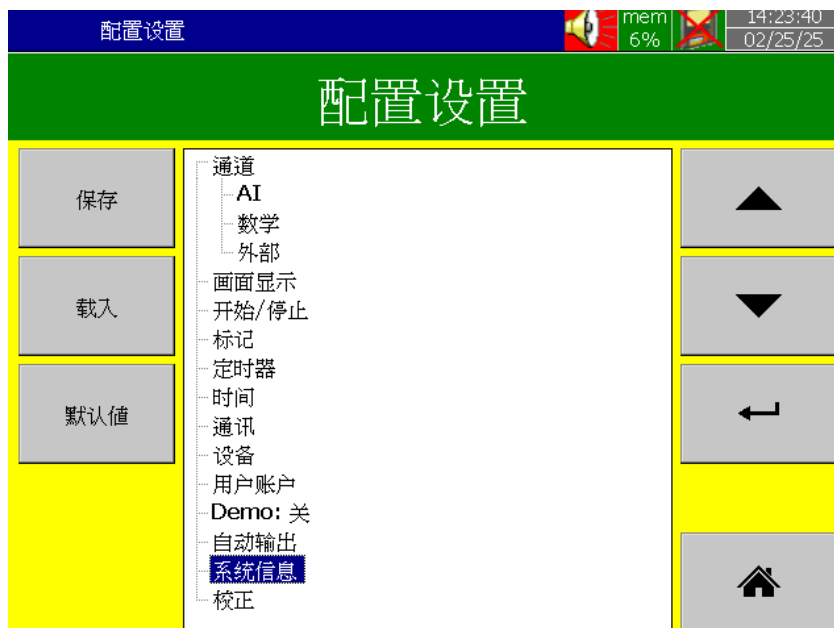 配置设置
mem
6%
14:23:40
02/25/25
配置设置
保存
载入
默认值
通道
AI
数学
外部
画面显示
开始/停止
标记
定时器
时间
通讯
设备
用户账户
Demo: 关
自动输出
系统信息
校正